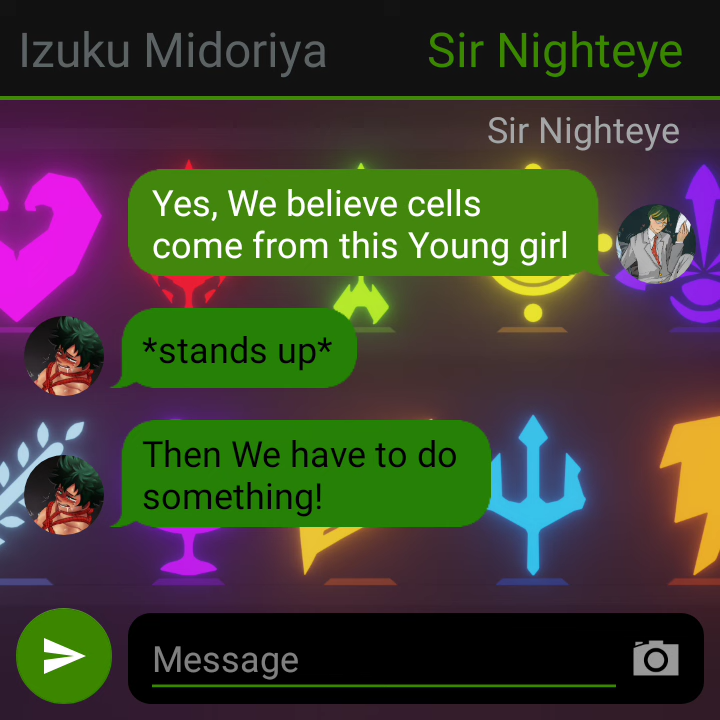 Izuku Midoriya
Sir Nighteye
Sir Nighteye
Yes, We believe cells
come from this Young girl
*stands up*
Then We have to do
something!
Message